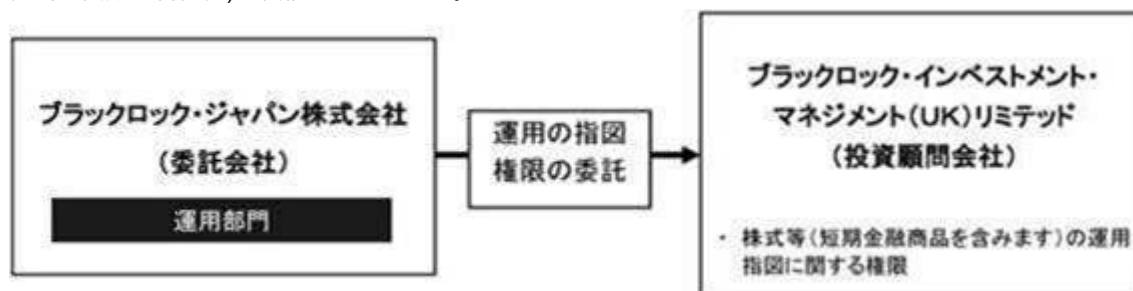 ブラックロック・ジャパン株式会社
(委託会社)
運用部門
運用の指図
権限の委託
ブラックロック・インベストメント・
マネジメント(UK)リミテッド
(投資顧問会社)
・ 株式等(短期金融商品を含みます)の運用
指図に関する権限